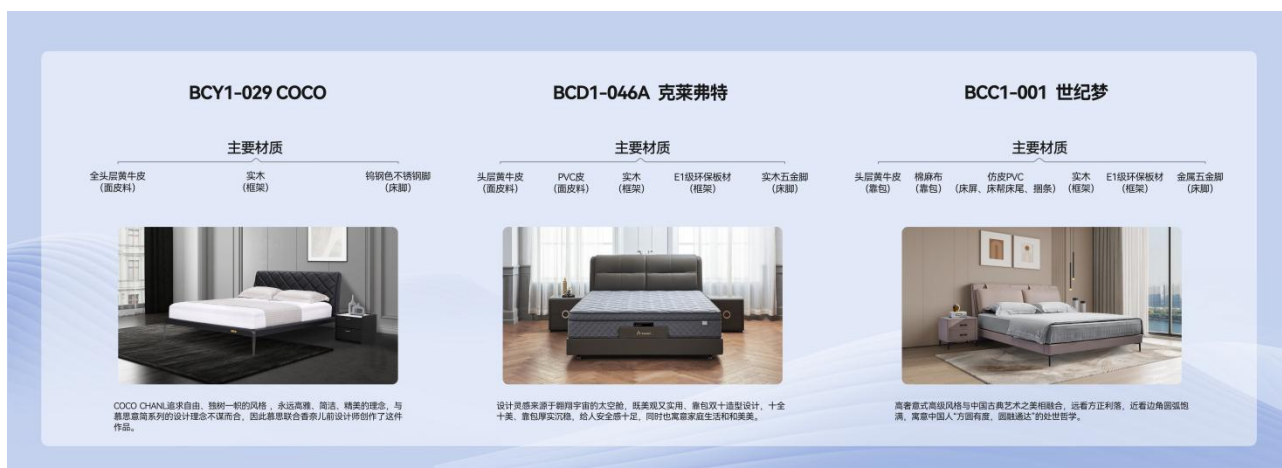 BCY1-029 COCO
主要材质
全头层黄牛皮
（面皮料）
实木
（框架）
钨钢色不锈钢脚
（床脚）
COCO CHANL追求自由、独树一帜的风格，永远高雅、简洁、精美的理念，与
慕思意简系列的设计理念不谋而合，因此慕思联合香奈儿前设计师创作了这件
作品。
BCD1-046A 克莱弗特
主要材质
头层黄牛皮
（面皮料）
PVC皮
（面皮料）
实木
（框架）
E1级环保板材
（框架）
实木五金脚
（床脚）
设计灵感来源于翱翔宇宙的太空舱，既美观又实用、靠包双十造型设计，十全
十美、靠包厚实沉稳，给人安全感十足，同时也寓意家庭生活和和美美。
BCC1-001 世纪梦
主要材质
头层黄牛皮
（靠包）
棉麻布
（靠包）
仿皮PVC
（床屏、床帮床尾、捆条）
实木
（框架）
E1级环保板材
（框架）
金属五金脚
（床脚）
高奢意式高级风格与中国古典艺术之美相融合，远看方正利落，近看边角圆弧饱
满，寓意中国人“方圆有度，圆融通达”的处世哲学。